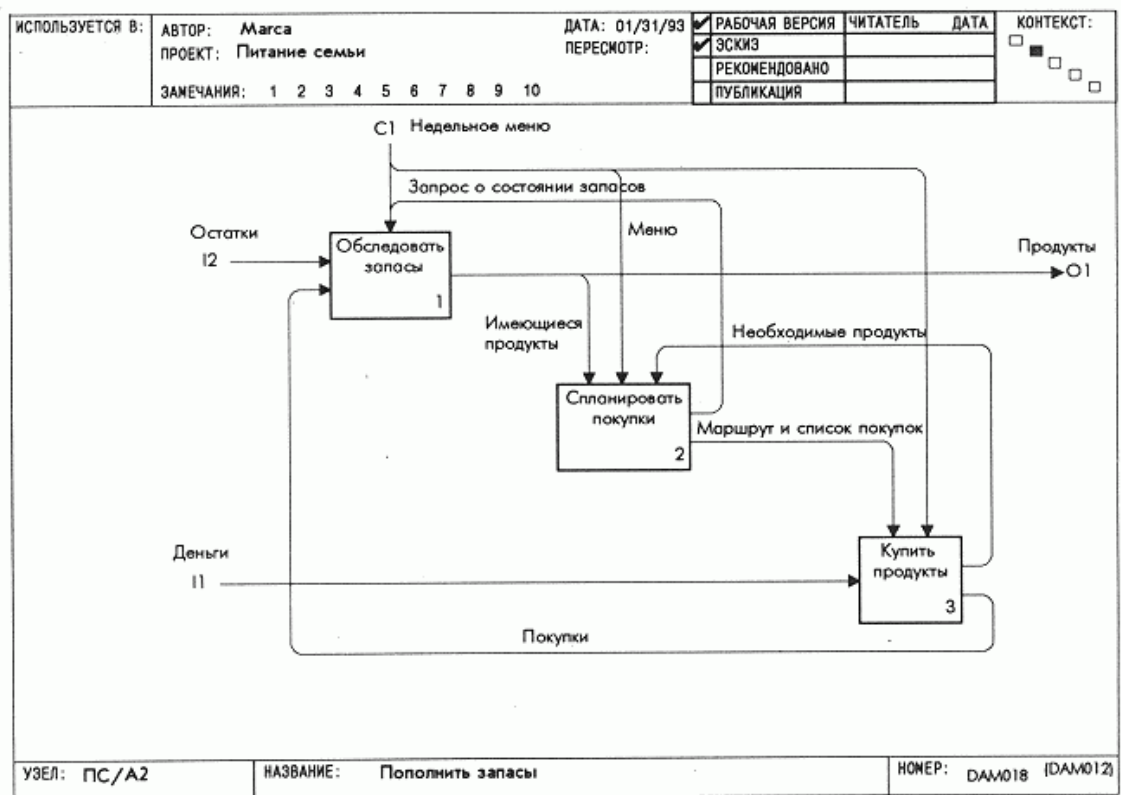 ИСПОЛЬЗУЕТСЯ В:
АВТОР: Marca
ДАТА: 01/31/93
ПРОЕКТ: Питание семьи
ПЕРЕСМОТР:
ЗАМЕЧАНИЯ: 1 2 3 4 5 6 7 8 9 10
РАБОЧАЯ ВЕРСИЯ
ЭСКИЗ
РЕКОМЕНДОВАНО
ПУБЛИКАЦИЯ
ЧИТАТЕЛЬ ДАТА
КОНТЕКСТ:
C1 Недельное меню
Запрос о состоянии запасов
Остатки
I2
Обследовать
запасы
1
Меню
Продукты
O1
Имеющиеся
продукты
Необходимые продукты
Спланировать
покупки
2
Маршрут и список покупок
Деньги
I1
Купить
продукты
3
Покупки
УЗЕЛ: ПС/А2
НАЗВАНИЕ: Пополнить запасы
НОМЕР: DAM018 (DAM012)